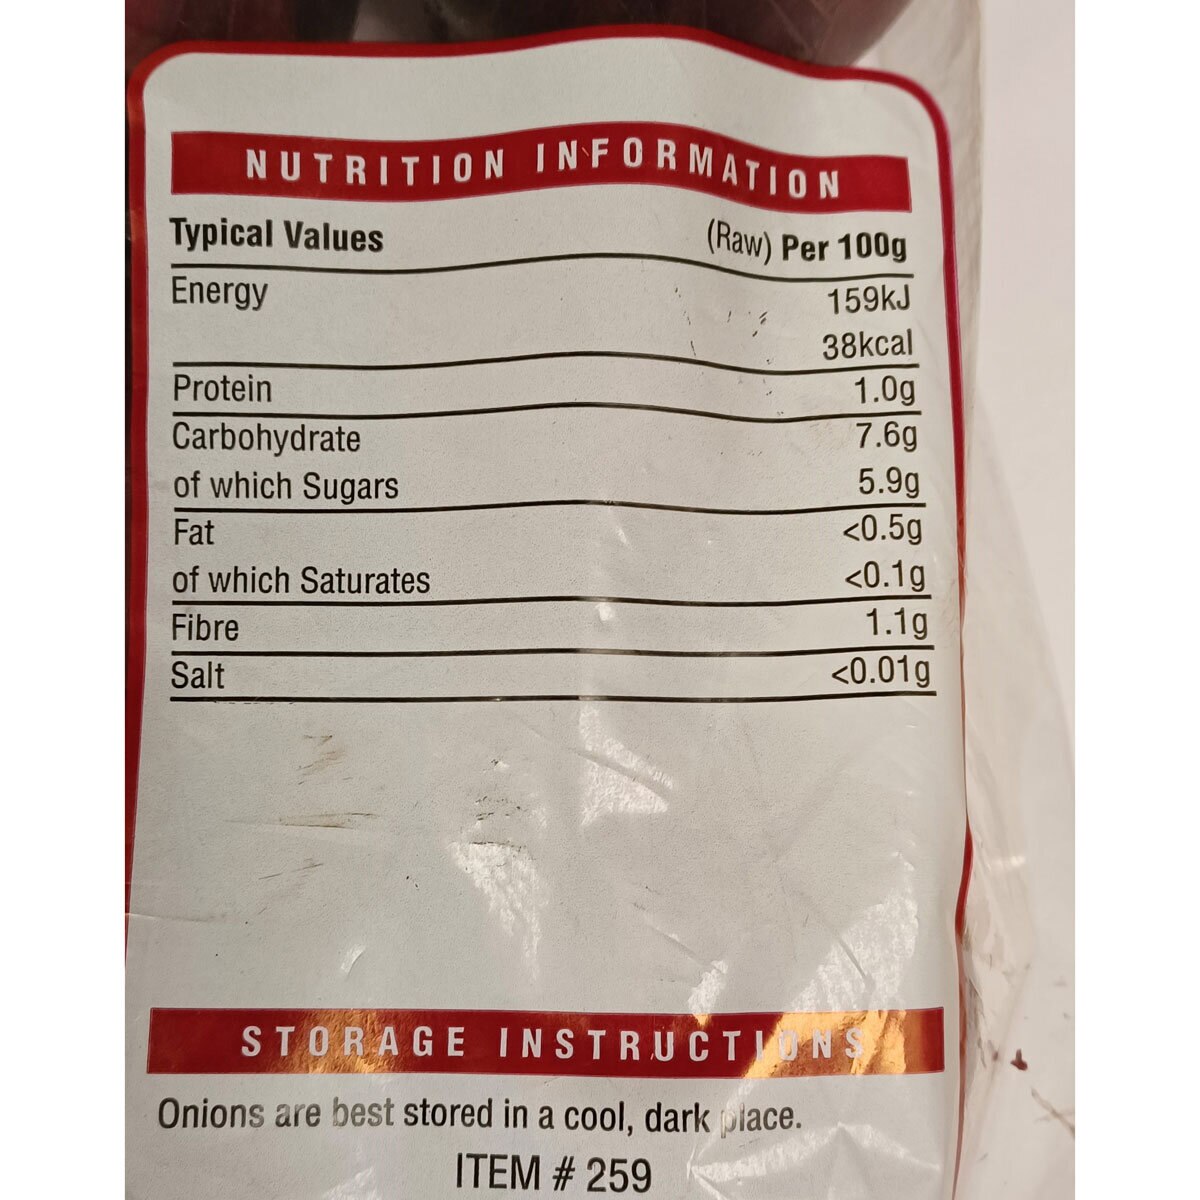 NUTRITION INFORMATION
Typical Values (Raw) Per 100g
Energy 159kJ
38kcal
Protein 1.0g
Carbohydrate 7.6g
of which Sugars 5.9g
Fat <0.5g
of which Saturates <0.1g
Fibre 1.1g
Salt <0.01g
STORAGE INSTRUCTIONS
Onions are best stored in a cool, dark place.
ITEM # 259